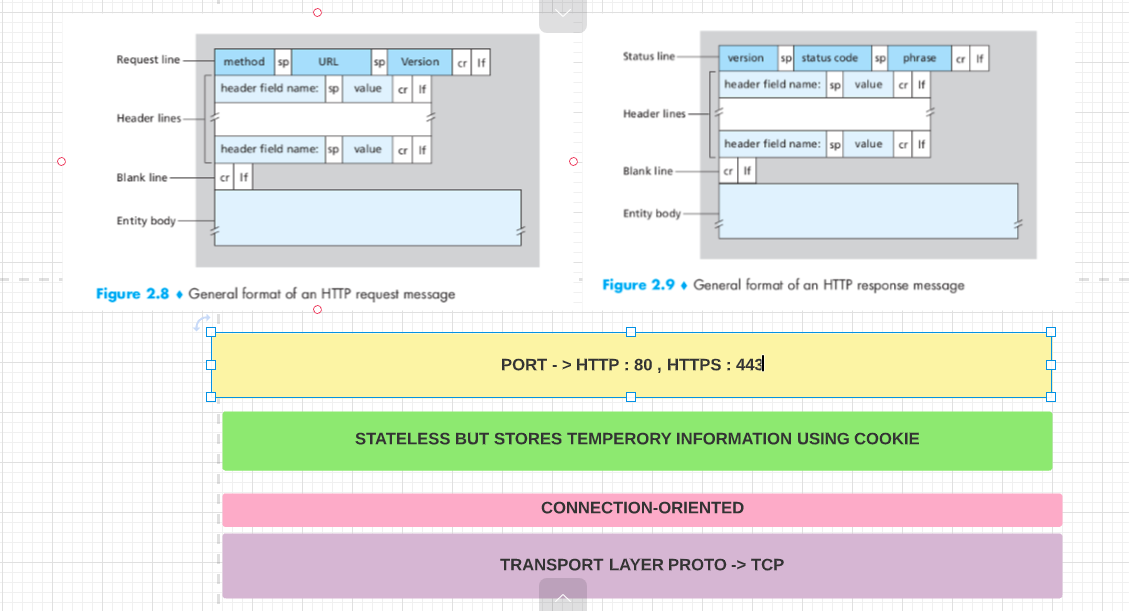 Request line
method sp URL sp Version cr lf
header field name: sp value cr lf
Header lines
header field name: sp value cr lf
Blank line
cr lf
Entity body
Figure 2.8 ♦ General format of an HTTP request message
Status line
version sp status code sp phrase cr lf
header field name: sp value cr lf
Header lines
header field name: sp value cr lf
Blank line
cr lf
Entity body
Figure 2.9 ♦ General format of an HTTP response message
PORT - > HTTP : 80 , HTTPS : 443
STATELESS BUT STORES TEMPERORY INFORMATION USING COOKIE
CONNECTION-ORIENTED
TRANSPORT LAYER PROTO -> TCP